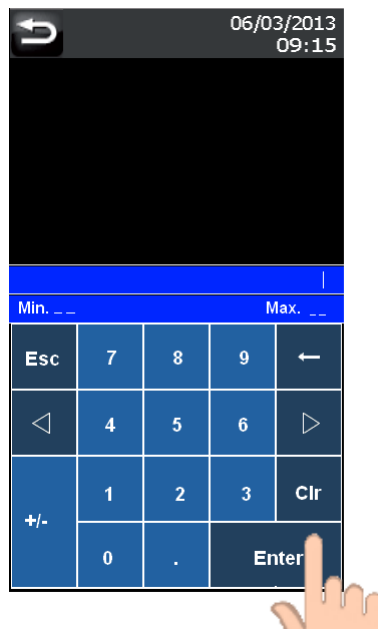 06/03/2013
09:15
Min. _ _ Max. _ _
Esc 7 8 9 ←
◁ 4 5 6 ▷
+/- 1 2 3 Clr
0 . Enter